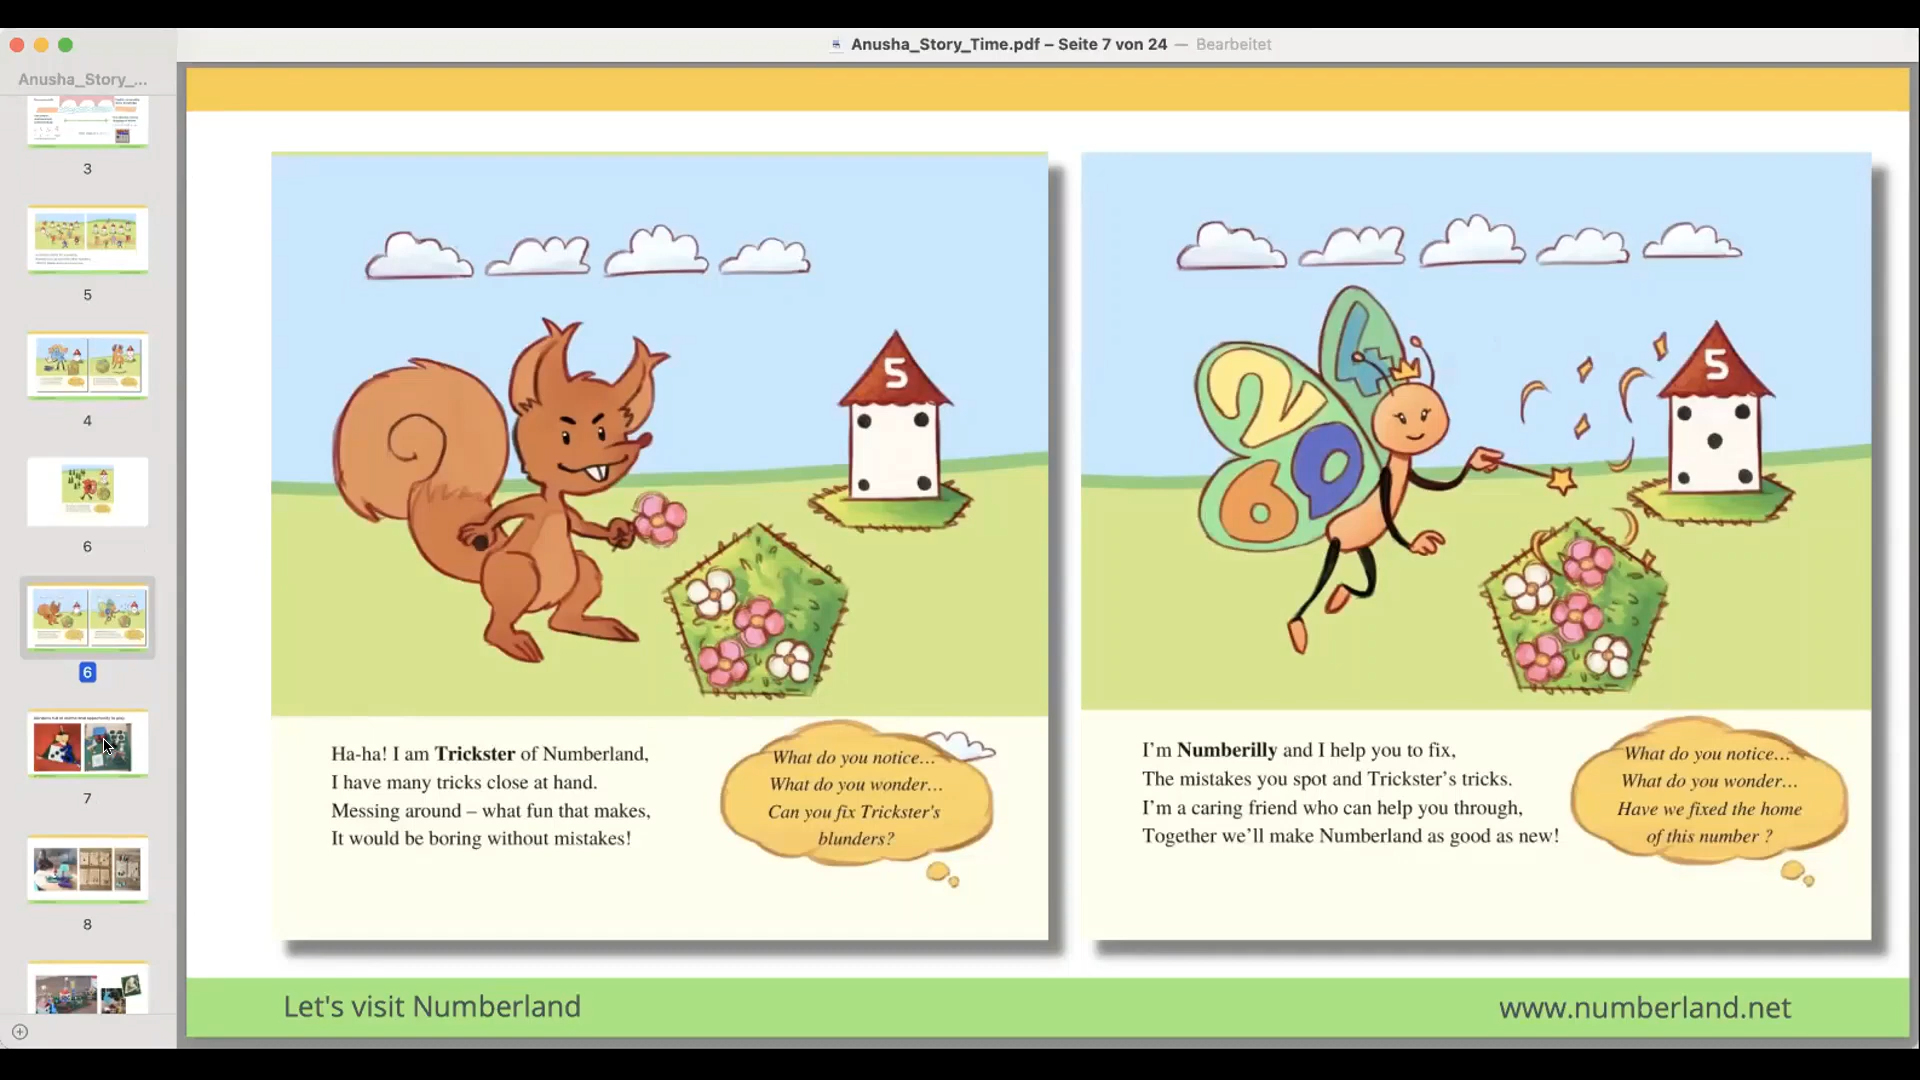 Anusha_Story_Time.pdf – Seite 7 von 24 — Bearbeitet
Anusha_Story_...
3
5
4
6
6
7
8
5
5
2
4
6
9
Ha-ha! I am Trickster of Numberland,
I have many tricks close at hand.
Messing around – what fun that makes,
It would be boring without mistakes!
What do you notice...
What do you wonder...
Can you fix Trickster's
blunders?
I'm Numberilly and I help you to fix,
The mistakes you spot and Trickster's tricks.
I'm a caring friend who can help you through,
Together we'll make Numberland as good as new!
What do you notice...
What do you wonder...
Have we fixed the home
of this number ?
Let's visit Numberland
www.numberland.net